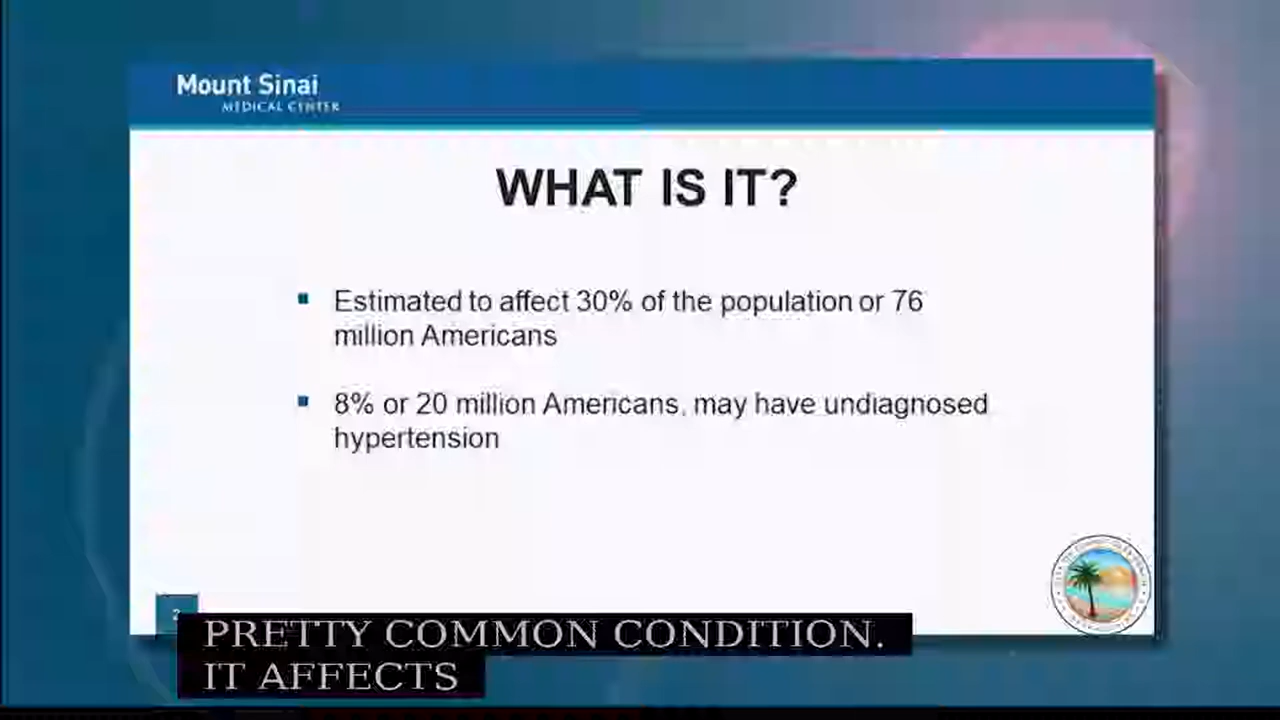 Mount Sinai
MEDICAL CENTER
WHAT IS IT?
Estimated to affect 30% of the population or 76
million Americans
8% or 20 million Americans, may have undiagnosed
hypertension
PRETTY COMMON CONDITION.
IT AFFECTS